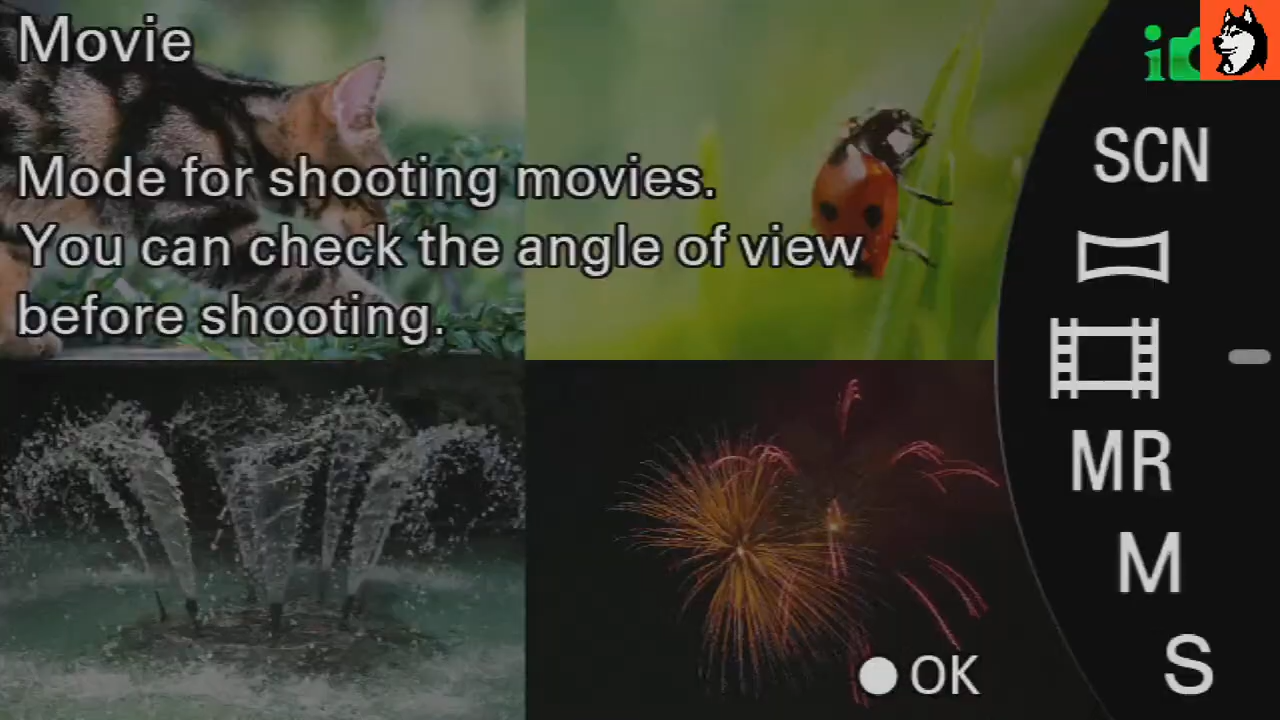 Movie
Mode for shooting movies.
You can check the angle of view
before shooting.
SCN
MR
M
S
OK